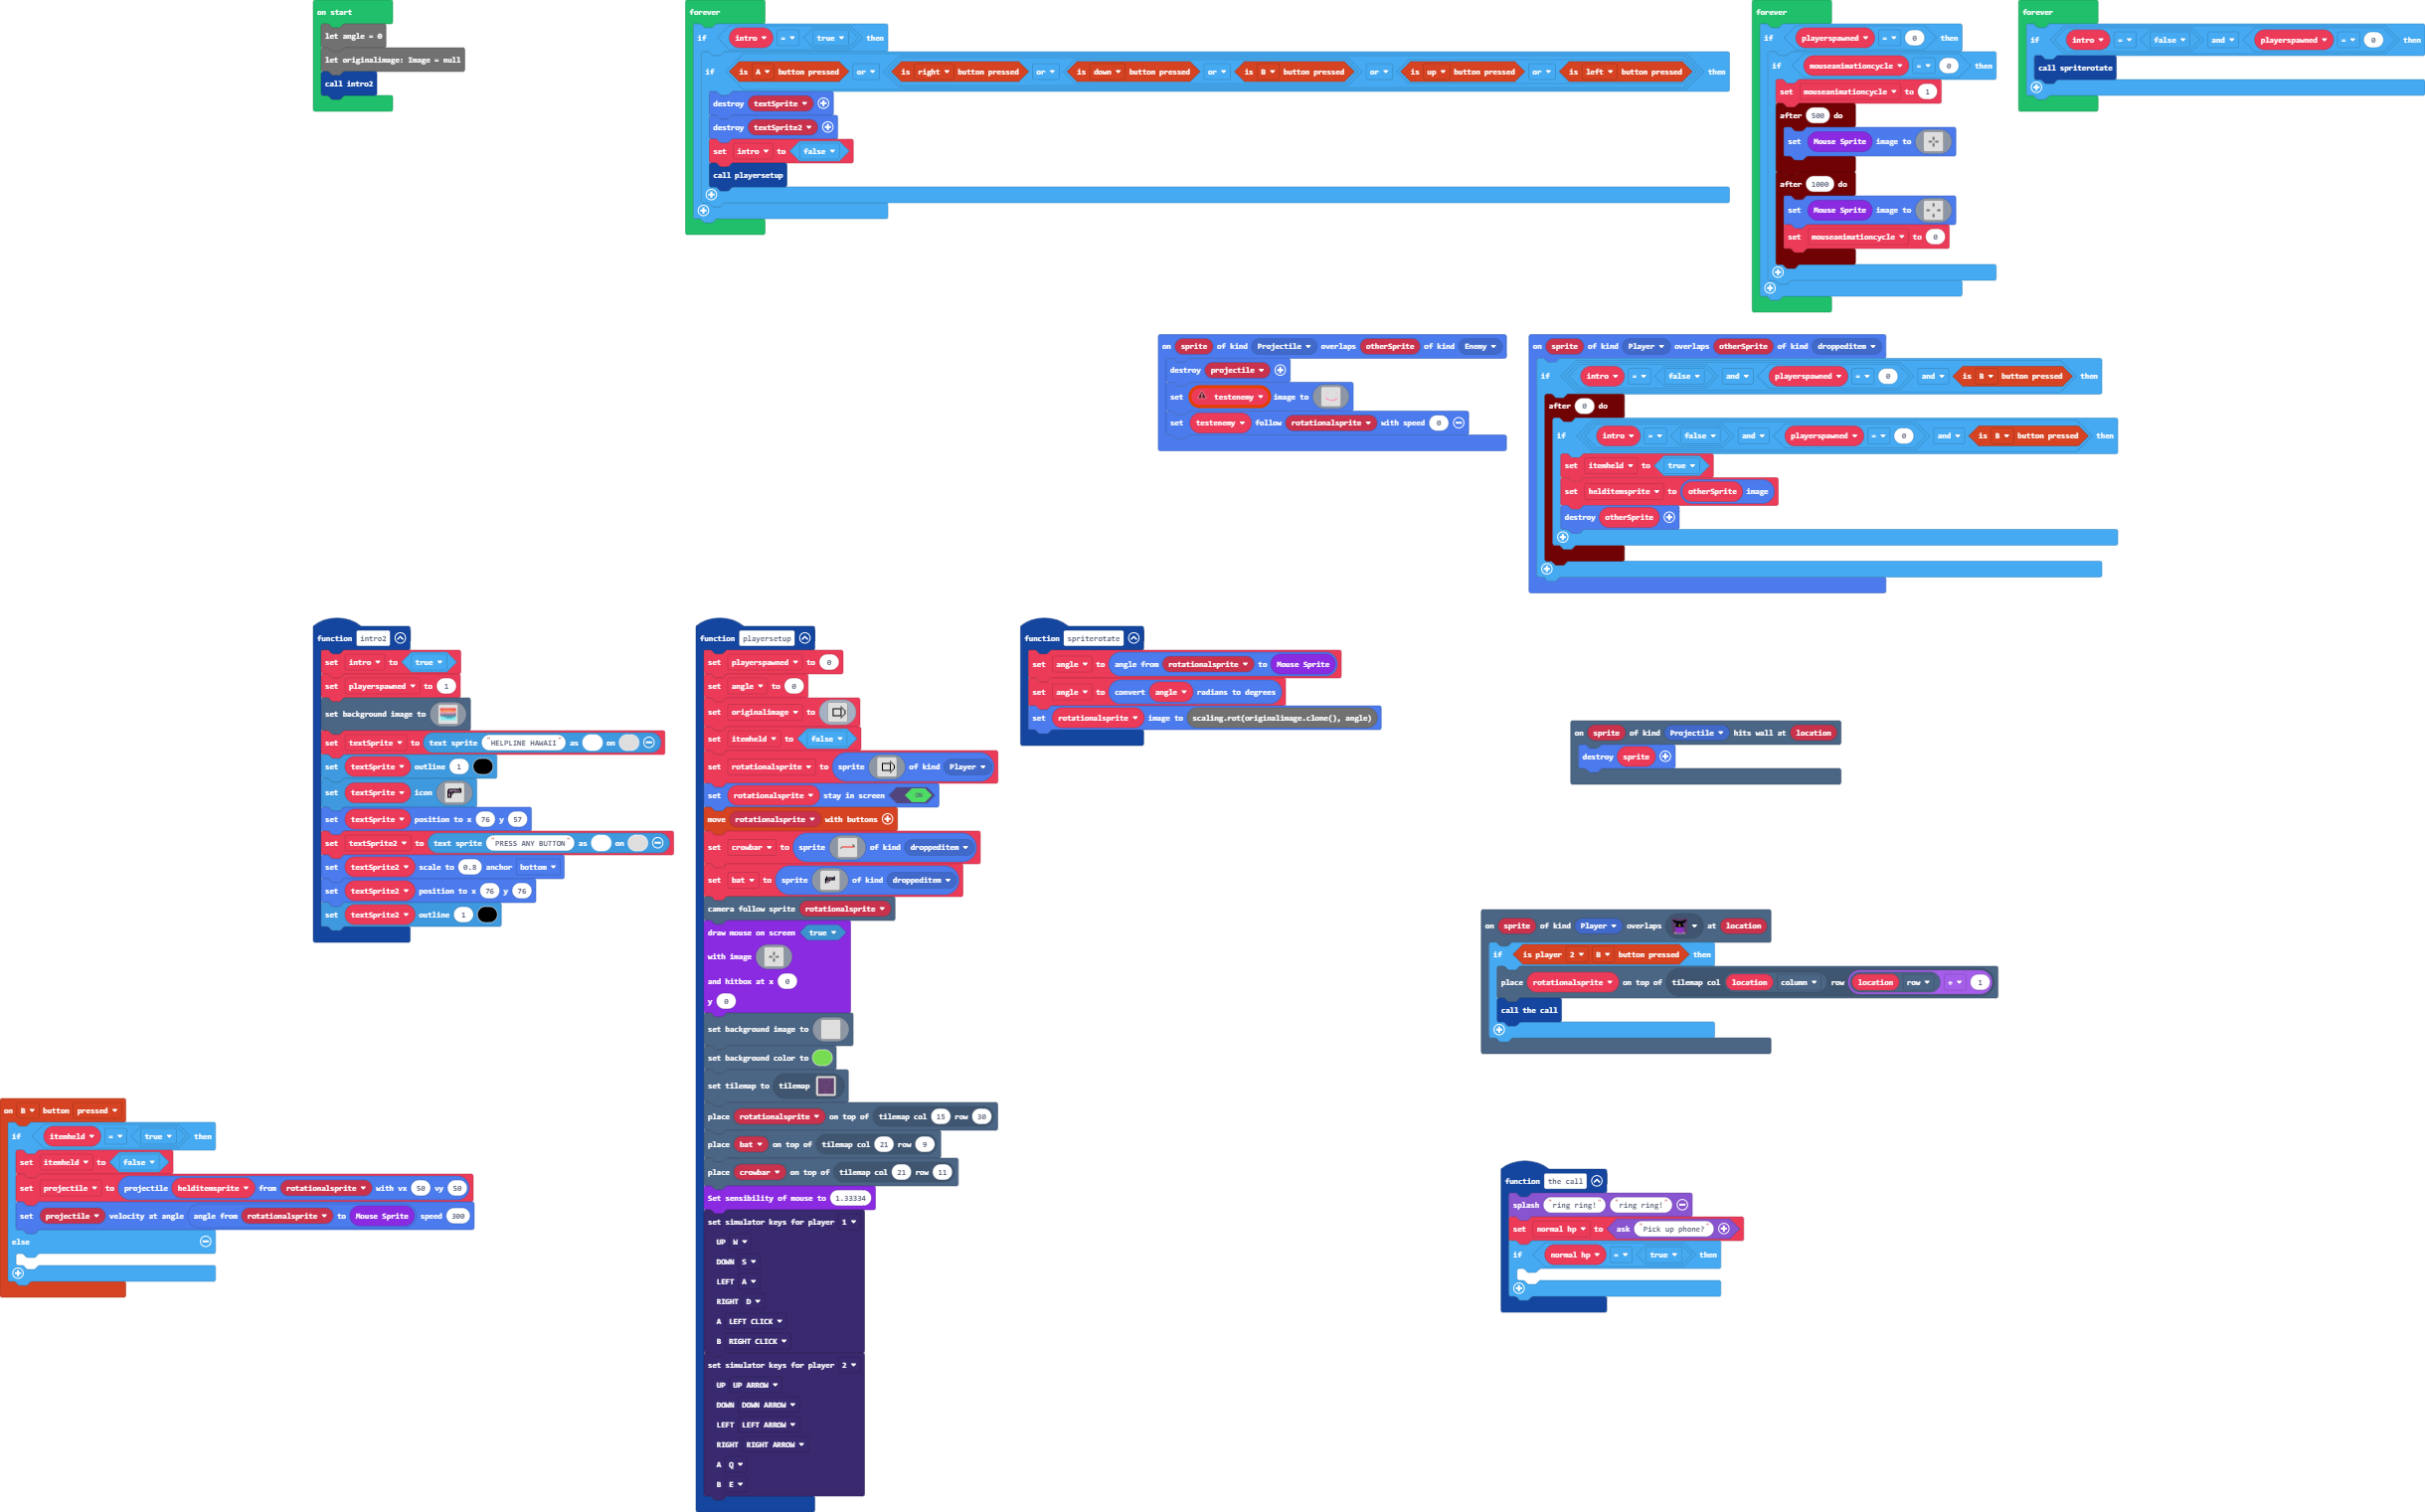 on start
let angle = 0
let originalimage: Image = null
call intro2
forever
if intro = true then
if is A button pressed or is right button pressed or is down button pressed or is B button pressed or is up button pressed or is left button pressed then
destroy textSprite
destroy textSprite2
set intro to false
call playersetup
forever
if playerspawned = 0 then
if mouseanimationcycle = 0 then
set mouseanimationcycle to 1
after 500 do
set Mouse Sprite image to
after 1000 do
set Mouse Sprite image to
set mouseanimationcycle to 0
forever
if intro = false and playerspawned = 0 then
call spriterotate
on sprite of kind Projectile overlaps otherSprite of kind Enemy
destroy projectile
set testenemy image to
set testenemy follow rotationalsprite with speed 0
on sprite of kind Player overlaps otherSprite of kind droppeditem
if intro = false and playerspawned = 0 and is B button pressed then
after 0 do
if intro = false and playerspawned = 0 and is B button pressed then
set itemheld to true
set helditemsprite to otherSprite image
destroy otherSprite
function intro2
set intro to true
set playerspawned to 1
set background image to
set textSprite to text sprite "HELPLINE HAWAII" as on
set textSprite outline 1
set textSprite icon
set textSprite position to x 76 y 57
set textSprite2 to text sprite "PRESS ANY BUTTON" as on
set textSprite2 scale to 0.8 anchor bottom
set textSprite2 position to x 76 y 76
set textSprite2 outline 1
function playersetup
set playerspawned to 0
set angle to 0
set originalimage to
set itemheld to false
set rotationalsprite to sprite of kind Player
set rotationalsprite stay in screen ON
move rotationalsprite with buttons
set crowbar to sprite of kind droppeditem
set bat to sprite of kind droppeditem
camera follow sprite rotationalsprite
draw mouse on screen true
with image
and hitbox at x 0
y 0
set background image to
set background color to
set tilemap to tilemap
place rotationalsprite on top of tilemap col 15 row 30
place bat on top of tilemap col 21 row 9
place crowbar on top of tilemap col 21 row 11
Set sensibility of mouse to 1.33334
set simulator keys for player 1
UP W
DOWN S
LEFT A
RIGHT D
A LEFT CLICK
B RIGHT CLICK
set simulator keys for player 2
UP UP ARROW
DOWN DOWN ARROW
LEFT LEFT ARROW
RIGHT RIGHT ARROW
A Q
B E
function spriterotate
set angle to angle from rotationalsprite to Mouse Sprite
set angle to convert angle radians to degrees
set rotationalsprite image to scaling.rot(originalimage.clone(), angle)
on sprite of kind Projectile hits wall at location
destroy sprite
on sprite of kind Player overlaps at location
if is player 2 B button pressed then
place rotationalsprite on top of tilemap col location column row location row + 1
call the call
on B button pressed
if itemheld = true then
set itemheld to false
set projectile to projectile helditemsprite from rotationalsprite with vx 50 vy 50
set projectile velocity at angle angle from rotationalsprite to Mouse Sprite speed 300
else
function the call
splash "ring ring!" "ring ring!"
set normal hp to ask "Pick up phone?"
if normal hp = true then